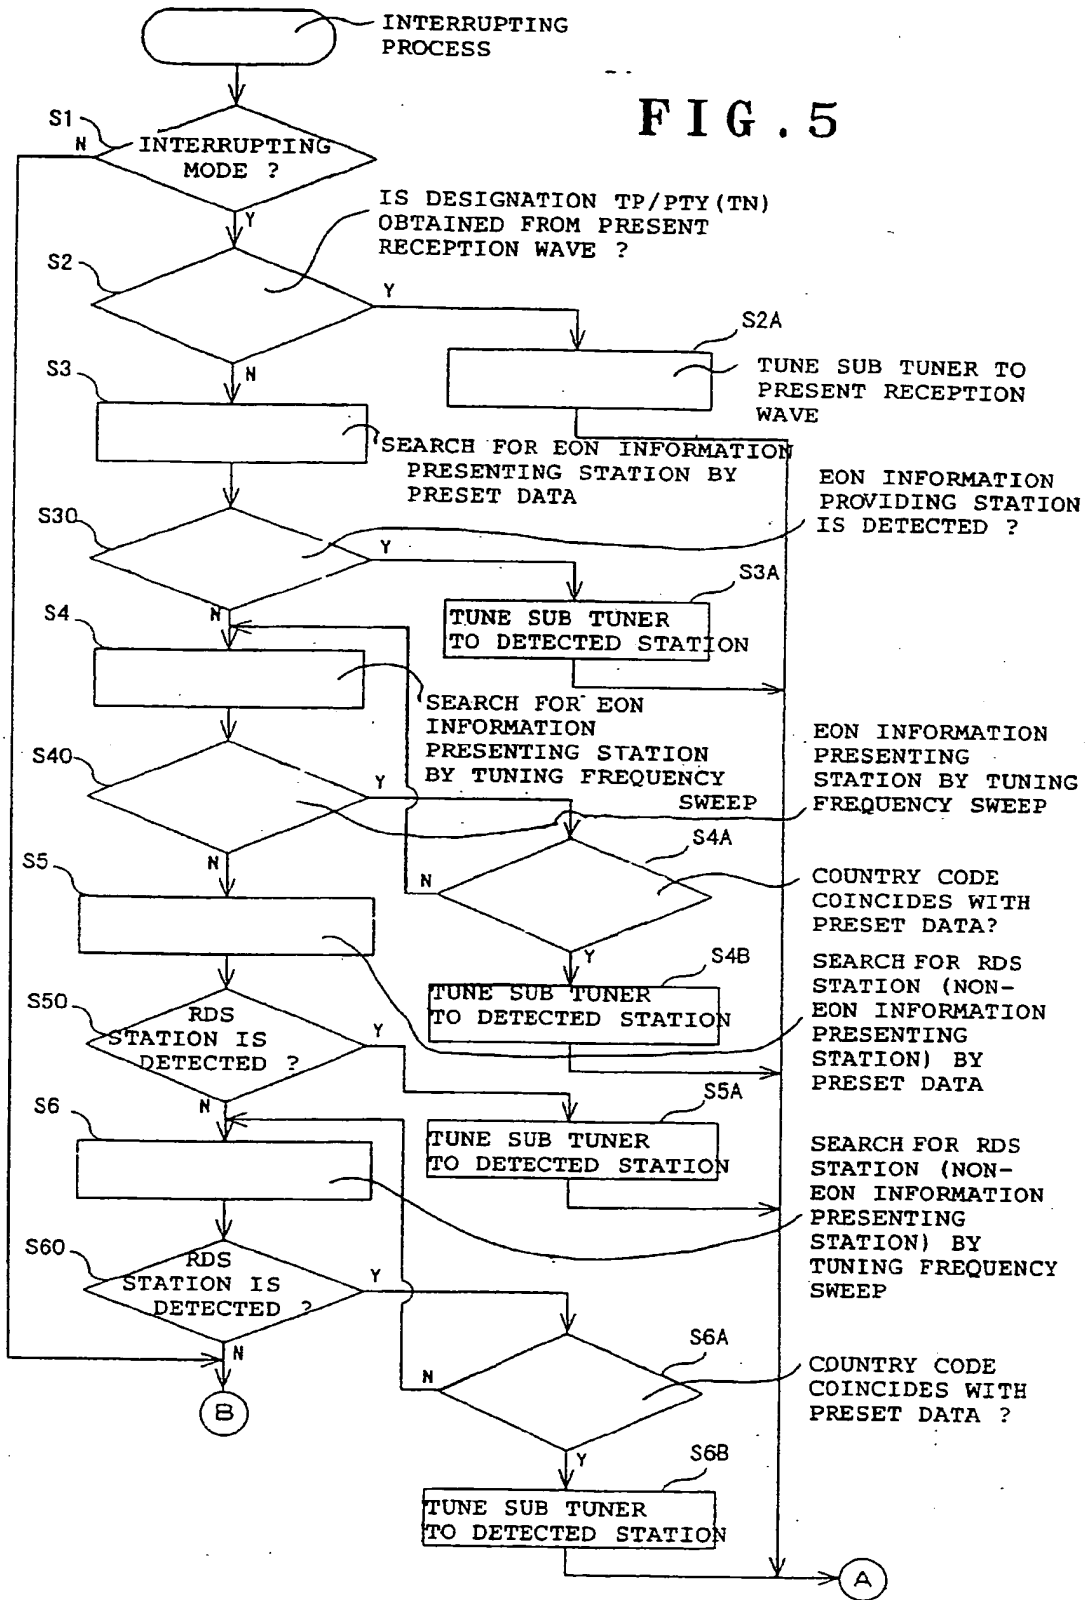 INTERRUPTING
PROCESS
FIG.5
S1
N
INTERRUPTING
MODE ?
Y
IS DESIGNATION TP/PTY(TN)
OBTAINED FROM PRESENT
RECEPTION WAVE ?
S2
Y
S2A
TUNE SUB TUNER TO
PRESENT RECEPTION
WAVE
N
S3
SEARCH FOR EON INFORMATION
PRESENTING STATION BY
PRESET DATA
EON INFORMATION
PROVIDING STATION
IS DETECTED ?
S30
Y
S3A
TUNE SUB TUNER
TO DETECTED STATION
N
S4
SEARCH FOR EON
INFORMATION
PRESENTING STATION
BY TUNING FREQUENCY
SWEEP
EON INFORMATION
PRESENTING
STATION BY TUNING
FREQUENCY SWEEP
S40
Y
S4A
N
N
COUNTRY CODE
COINCIDES WITH
PRESET DATA?
S5
Y
S4B
TUNE SUB TUNER
TO DETECTED STATION
SEARCH FOR RDS
STATION (NON-
EON INFORMATION
PRESENTING
STATION) BY
PRESET DATA
S50
RDS
STATION IS
DETECTED ?
Y
S5A
TUNE SUB TUNER
TO DETECTED STATION
N
S6
SEARCH FOR RDS
STATION (NON-
EON INFORMATION
PRESENTING
STATION) BY
TUNING FREQUENCY
SWEEP
S60
RDS
STATION IS
DETECTED ?
Y
S6A
N
N
COUNTRY CODE
COINCIDES WITH
PRESET DATA ?
B
Y
S6B
TUNE SUB TUNER
TO DETECTED STATION
A